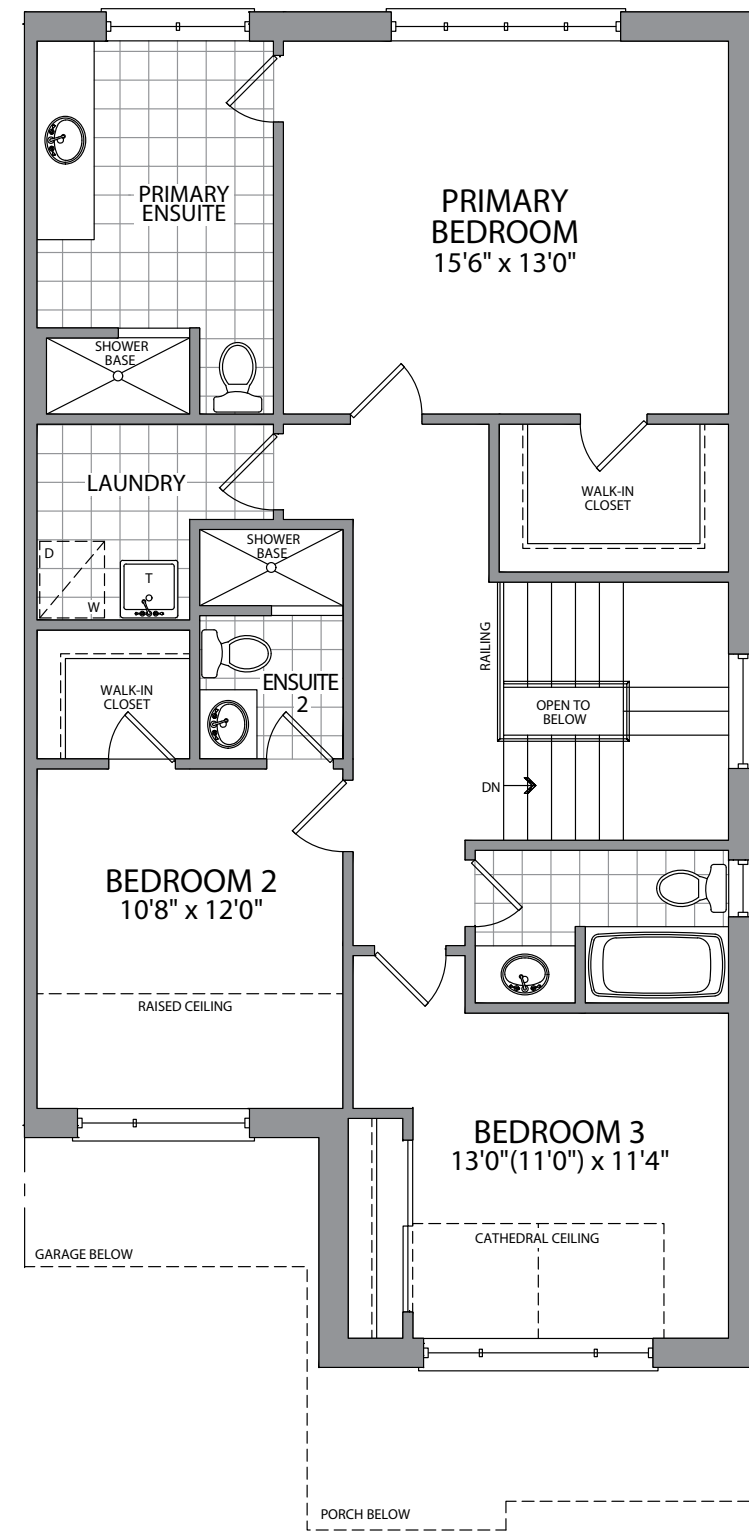 PRIMARY
ENSUITE
PRIMARY
BEDROOM
15'6" x 13'0"
SHOWER
BASE
LAUNDRY
WALK-IN
CLOSET
D
W
T
SHOWER
BASE
RAILING
WALK-IN
CLOSET
ENSUITE
2
OPEN TO
BELOW
DN
BEDROOM 2
10'8" x 12'0"
RAISED CEILING
BEDROOM 3
13'0"(11'0") x 11'4"
CATHEDRAL CEILING
GARAGE BELOW
PORCH BELOW